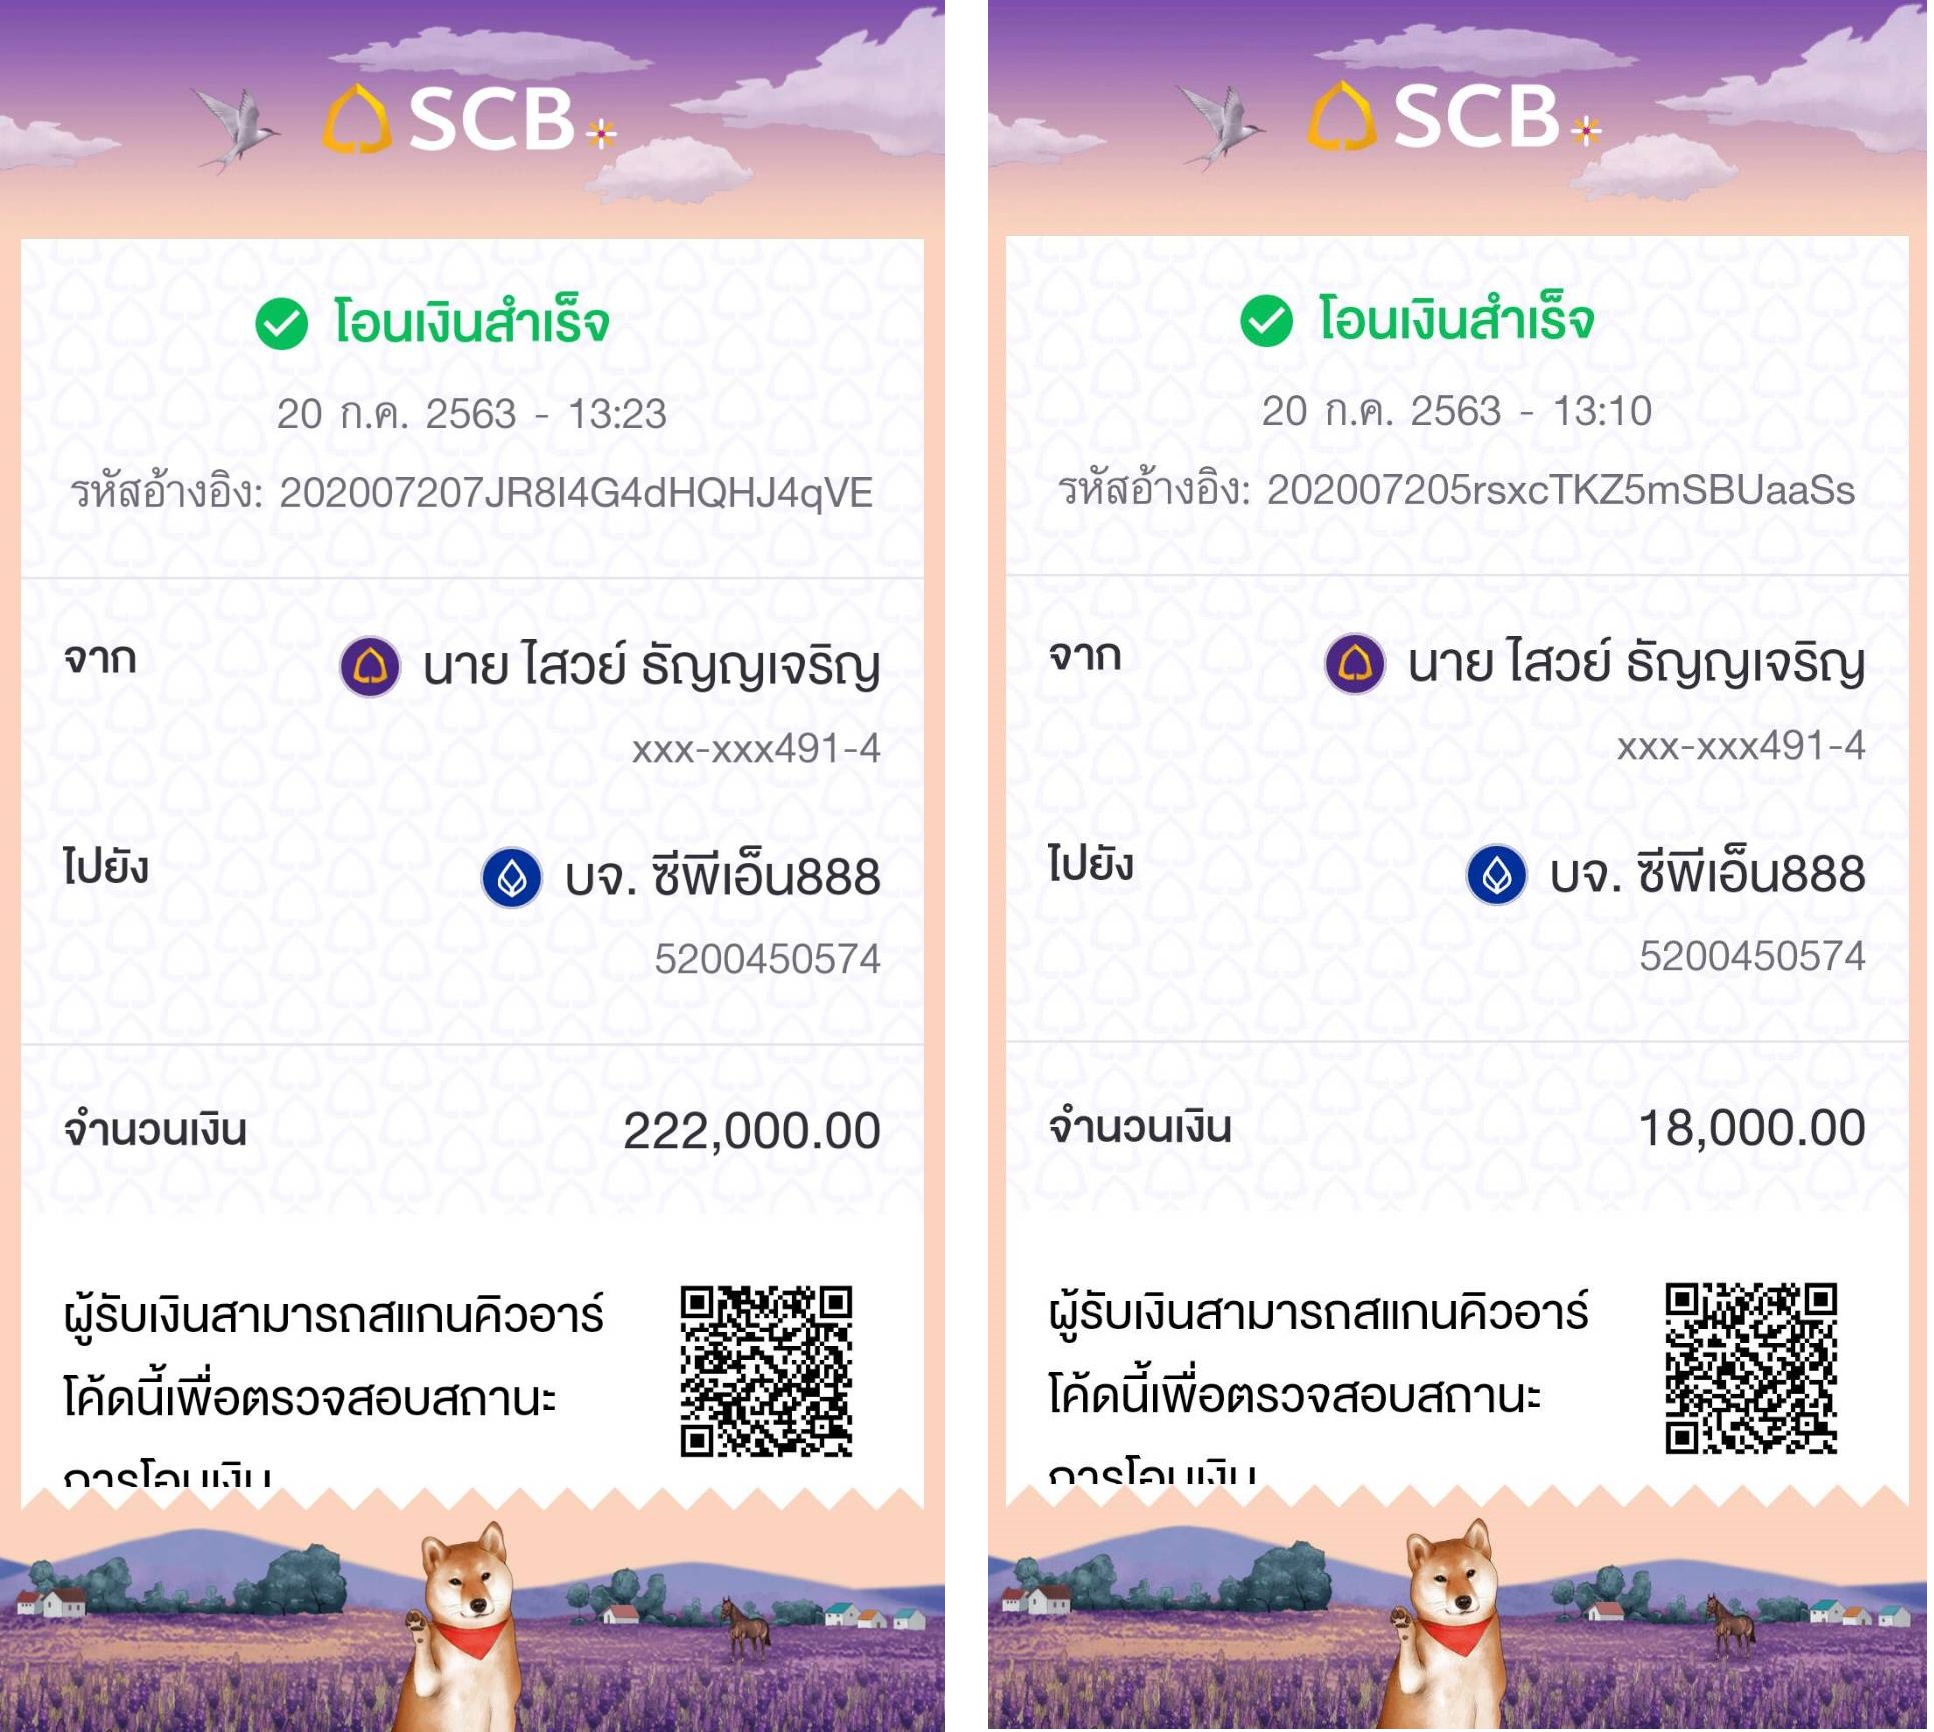 SCB
โอนเงินสำเร็จ
20 ก.ค. 2563 - 13:23
รหัสอ้างอิง: 202007207JR8I4G4dHQHJ4qVE
จาก
นาย ไสวย์ ธัญญเจริญ
xxx-xxx491-4
ไปยัง
บจ. ซีพีเอ็น888
5200450574
จำนวนเงิน
222,000.00
ผู้รับเงินสามารถสแกนคิวอาร์
โค้ดนี้เพื่อตรวจสอบสถานะ
การโอนเงิน
SCB
โอนเงินสำเร็จ
20 ก.ค. 2563 - 13:10
รหัสอ้างอิง: 202007205rsxcTKZ5mSBUaaSs
จาก
นาย ไสวย์ ธัญญเจริญ
xxx-xxx491-4
ไปยัง
บจ. ซีพีเอ็น888
5200450574
จำนวนเงิน
18,000.00
ผู้รับเงินสามารถสแกนคิวอาร์
โค้ดนี้เพื่อตรวจสอบสถานะ
การโอนเงิน